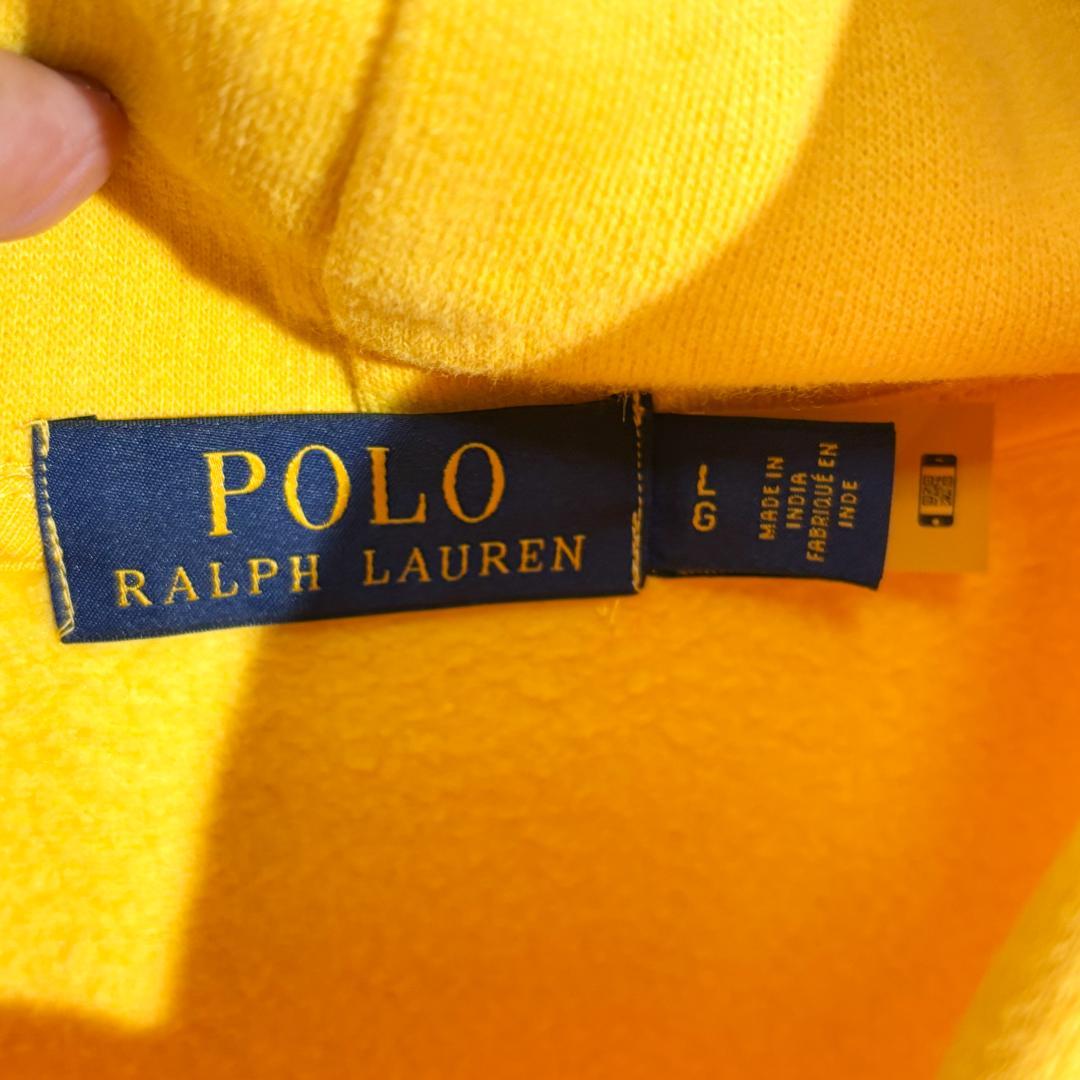 POLO
RALPH LAUREN
L
G
MADE IN
INDIA
FABRIQUÉ EN
INDE